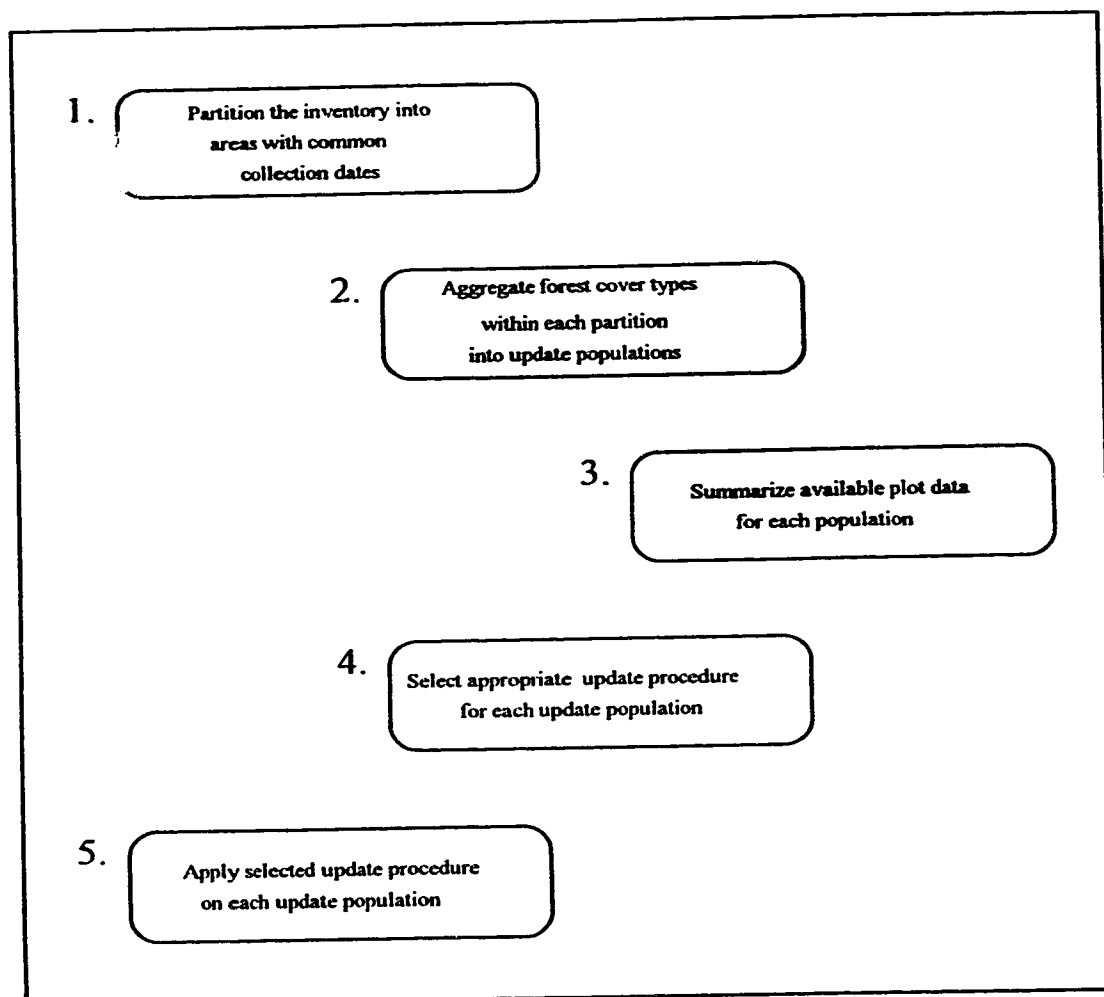 1.
Partition the inventory into
areas with common
collection dates
2.
Aggregate forest cover types
within each partition
into update populations
3.
Summarize available plot data
for each population
4.
Select appropriate update procedure
for each update population
5.
Apply selected update procedure
on each update population